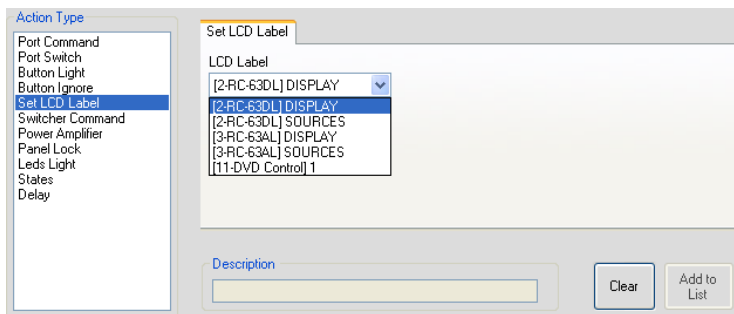 Action Type
Port Command
Port Switch
Button Light
Button Ignore
Set LCD Label
Switcher Command
Power Amplifier
Panel Lock
Leds Light
States
Delay
Set LCD Label
LCD Label
[2-RC-63DL] DISPLAY
[2-RC-63DL] DISPLAY
[2-RC-63DL] SOURCES
[3-RC-63AL] DISPLAY
[3-RC-63AL] SOURCES
[11-DVD Control] 1
Description
Clear
Add to
List